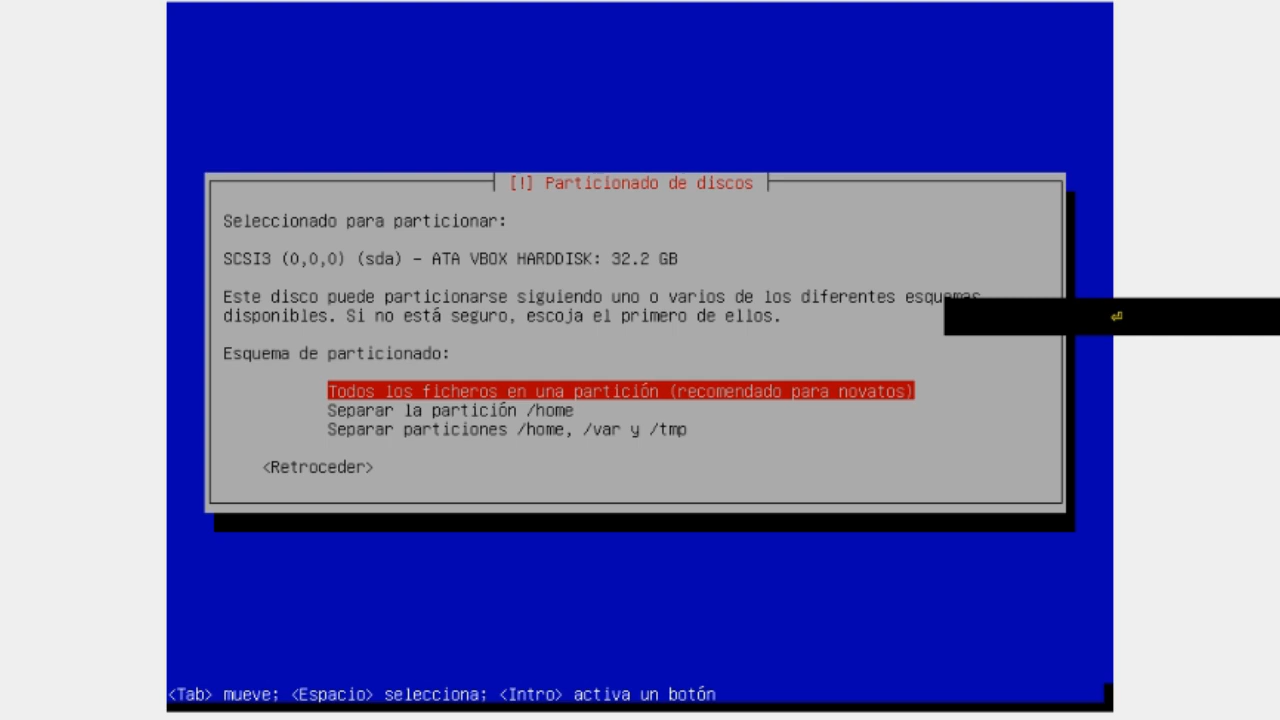 [!] Particionado de discos
Seleccionado para particionar:
SCSI3 (0,0,0) (sda) - ATA VBOX HARDDISK: 32.2 GB
Este disco puede particionarse siguiendo uno o varios de los diferentes esquemas
disponibles. Si no está seguro, escoja el primero de ellos.
Esquema de particionado:
Todos los ficheros en una partición (recomendado para novatos)
Separar la partición /home
Separar particiones /home, /var y /tmp
<Retroceder>
<Tab> mueve; <Espacio> selecciona; <Intro> activa un botón